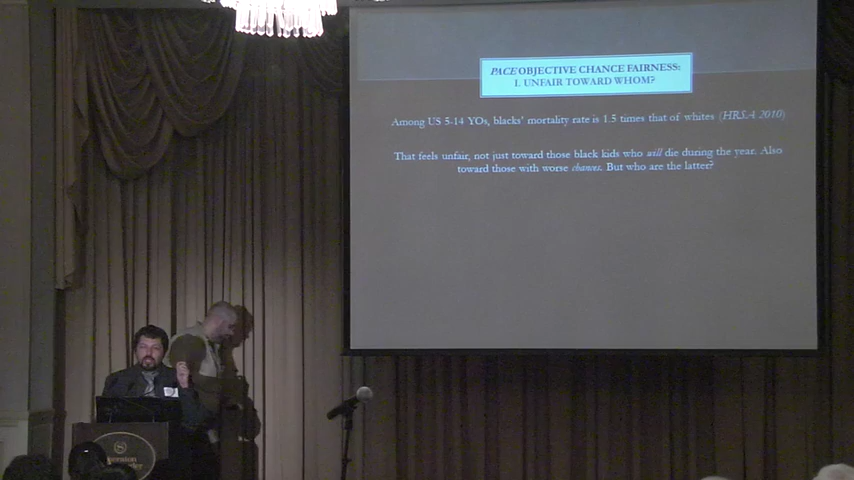 PACE OBJECTIVE CHANCE FAIRNESS:
1. UNFAIR TOWARD WHOM?
Among US 5-14 YOs, blacks' mortality rate is 1.5 times that of whites (HRSA 2010)
That feels unfair, not just toward those black kids who will die during the year. Also
toward those with worse chances. But who are the latter?